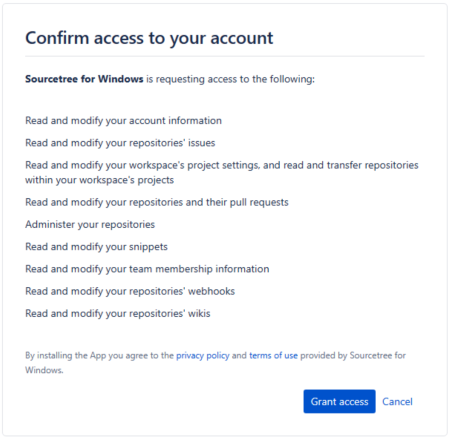 Confirm access to your account
Sourcetree for Windows is requesting access to the following:
Read and modify your account information
Read and modify your repositories' issues
Read and modify your workspace's project settings, and read and transfer repositories
within your workspace's projects
Read and modify your repositories and their pull requests
Administer your repositories
Read and modify your snippets
Read and modify your team membership information
Read and modify your repositories' webhooks
Read and modify your repositories' wikis
By installing the App you agree to the privacy policy and terms of use provided by Sourcetree for
Windows.
Grant access Cancel